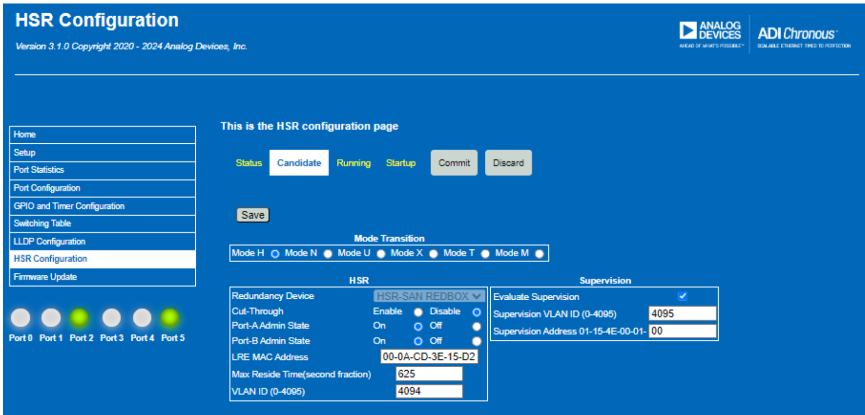 HSR Configuration
Version 3.1.0 Copyright 2020 - 2024 Analog Devices, Inc.
ANALOG
DEVICES
AHEAD OF WHAT'S POSSIBLE™
ADI Chronous™
SCALABLE ETHERNET TIMED TO PERFECTION
This is the HSR configuration page
Home
Setup
Port Statistics
Port Configuration
GPIO and Timer Configuration
Switching Table
LLDP Configuration
HSR Configuration
Firmware Update
Port 0 Port 1 Port 2 Port 3 Port 4 Port 5
Status Candidate Running Startup Commit Discard
Save
Mode Transition
Mode H Mode N Mode U Mode X Mode T Mode M
HSR
Redundancy Device HSR-SAN REDBOX
Cut-Through Enable Disable
Port-A Admin State On Off
Port-B Admin State On Off
LRE MAC Address 00-0A-CD-3E-15-D2
Max Reside Time(second fraction) 625
VLAN ID (0-4095) 4094
Supervision
Evaluate Supervision
Supervision VLAN ID (0-4095) 4095
Supervision Address 01-15-4E-00-01- 00